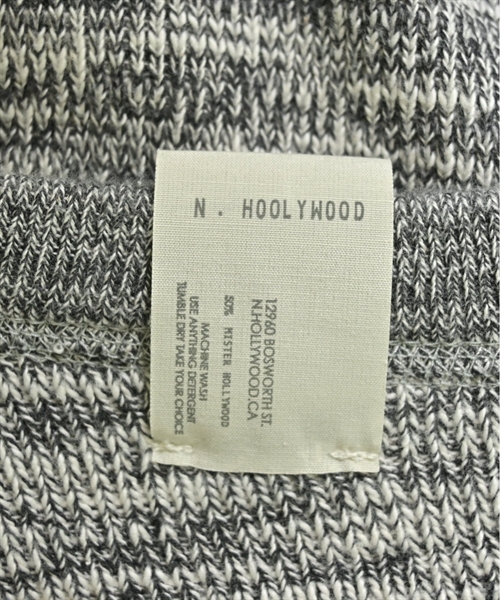 N. HOOLYWOOD
12960 BOSWORTH ST.
N.HOLLYWOOD.CA
50% MISTER HOLLYWOOD
MACHINE WASH
USE ANYTHING DETERGENT
TUMBLE DRY TAKE YOUR CHOICE